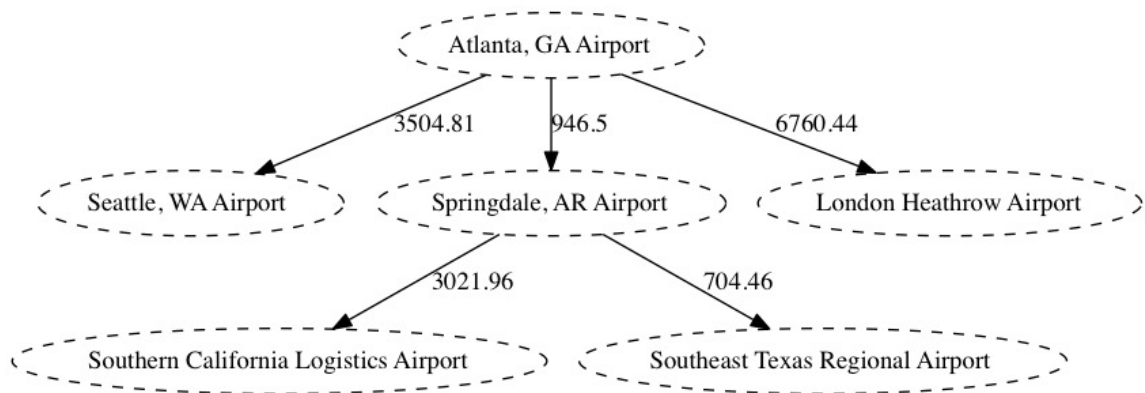 Atlanta, GA Airport
3504.81
946.5
6760.44
Seattle, WA Airport
Springdale, AR Airport
London Heathrow Airport
3021.96
704.46
Southern California Logistics Airport
Southeast Texas Regional Airport